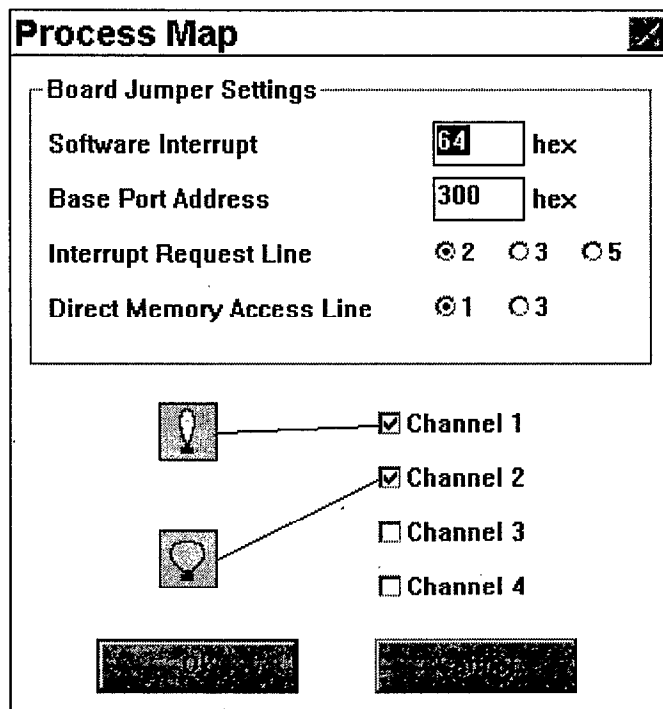 Process Map
Board Jumper Settings
Software Interrupt 64 hex
Base Port Address 300 hex
Interrupt Request Line 2 3 5
Direct Memory Access Line 1 3
Channel 1
Channel 2
Channel 3
Channel 4